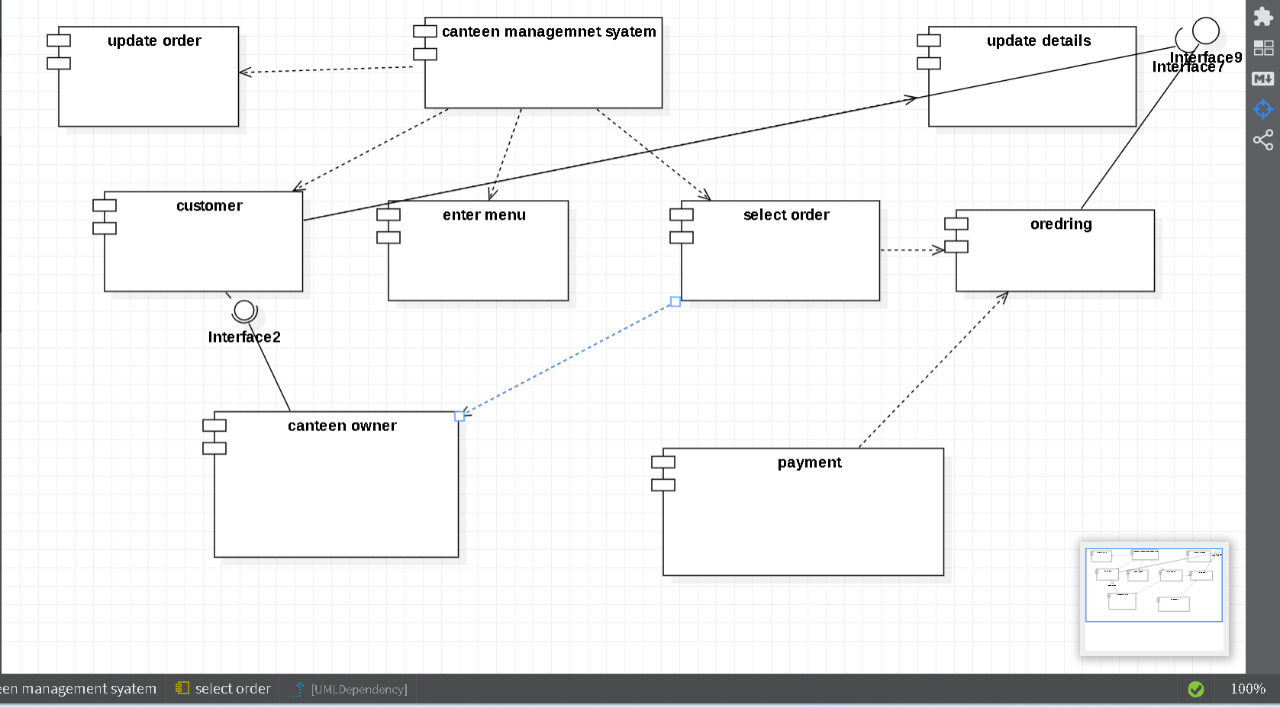 update order
canteen managemnet syatem
update details
Interface9
Interface7
customer
enter menu
select order
oredring
Interface2
canteen owner
payment
en management syatem
select order
[UMLDependency]
100%
M